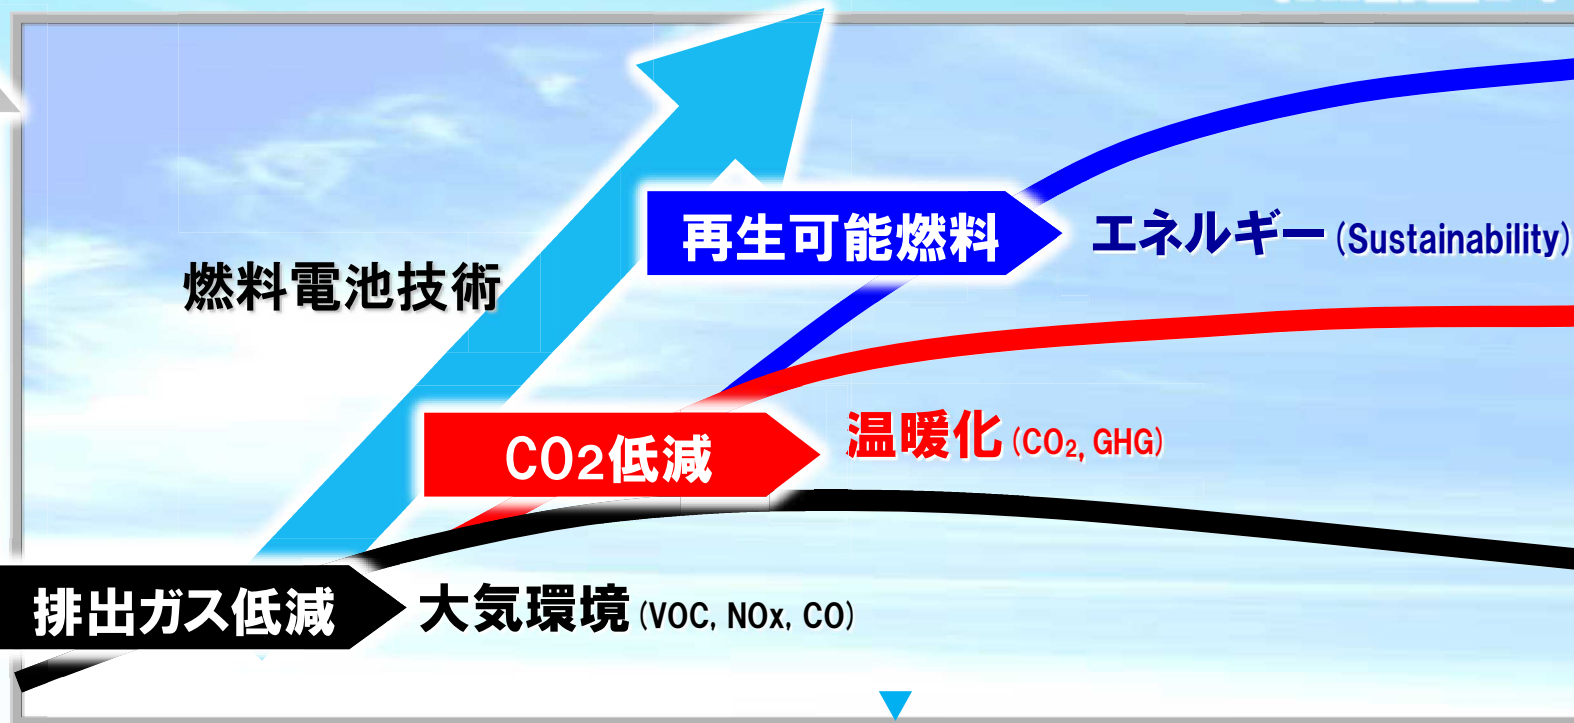 再生可能燃料
エネルギー (Sustainability)
燃料電池技術
CO2低減
温暖化 (CO₂, GHG)
排出ガス低減
大気環境 (VOC, NOx, CO)